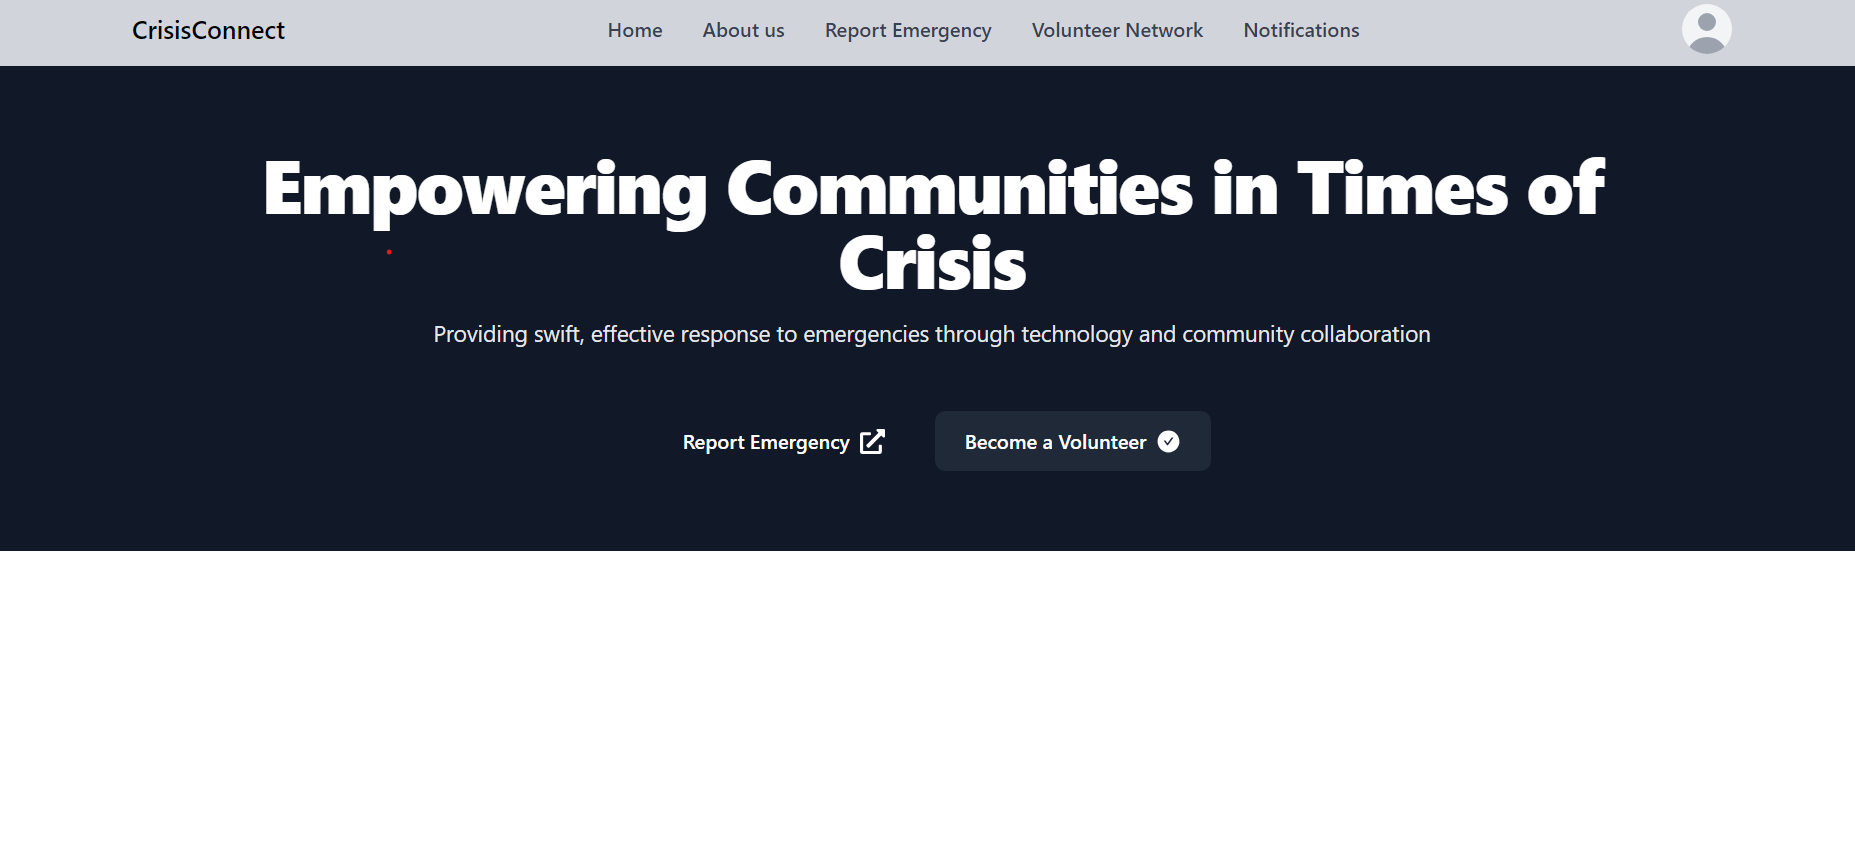 CrisisConnect
Home
About us
Report Emergency
Volunteer Network
Notifications
Empowering Communities in Times of
Crisis
Providing swift, effective response to emergencies through technology and community collaboration
Report Emergency
Become a Volunteer